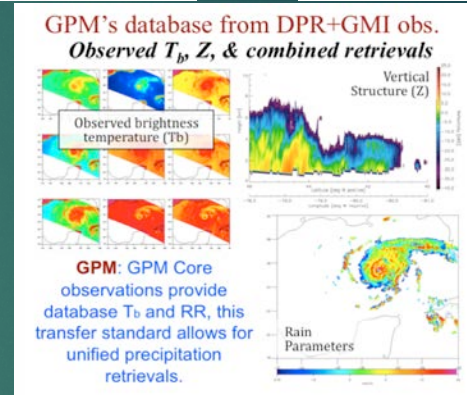 GPM's database from DPR+GMI obs.
Observed Tb, Z, & combined retrievals
Observed brightness
temperature (Tb)
Vertical
Structure (Z)
GPM: GPM Core
observations provide
database Tb and RR, this
transfer standard allows for
unified precipitation
retrievals.
Rain
Parameters